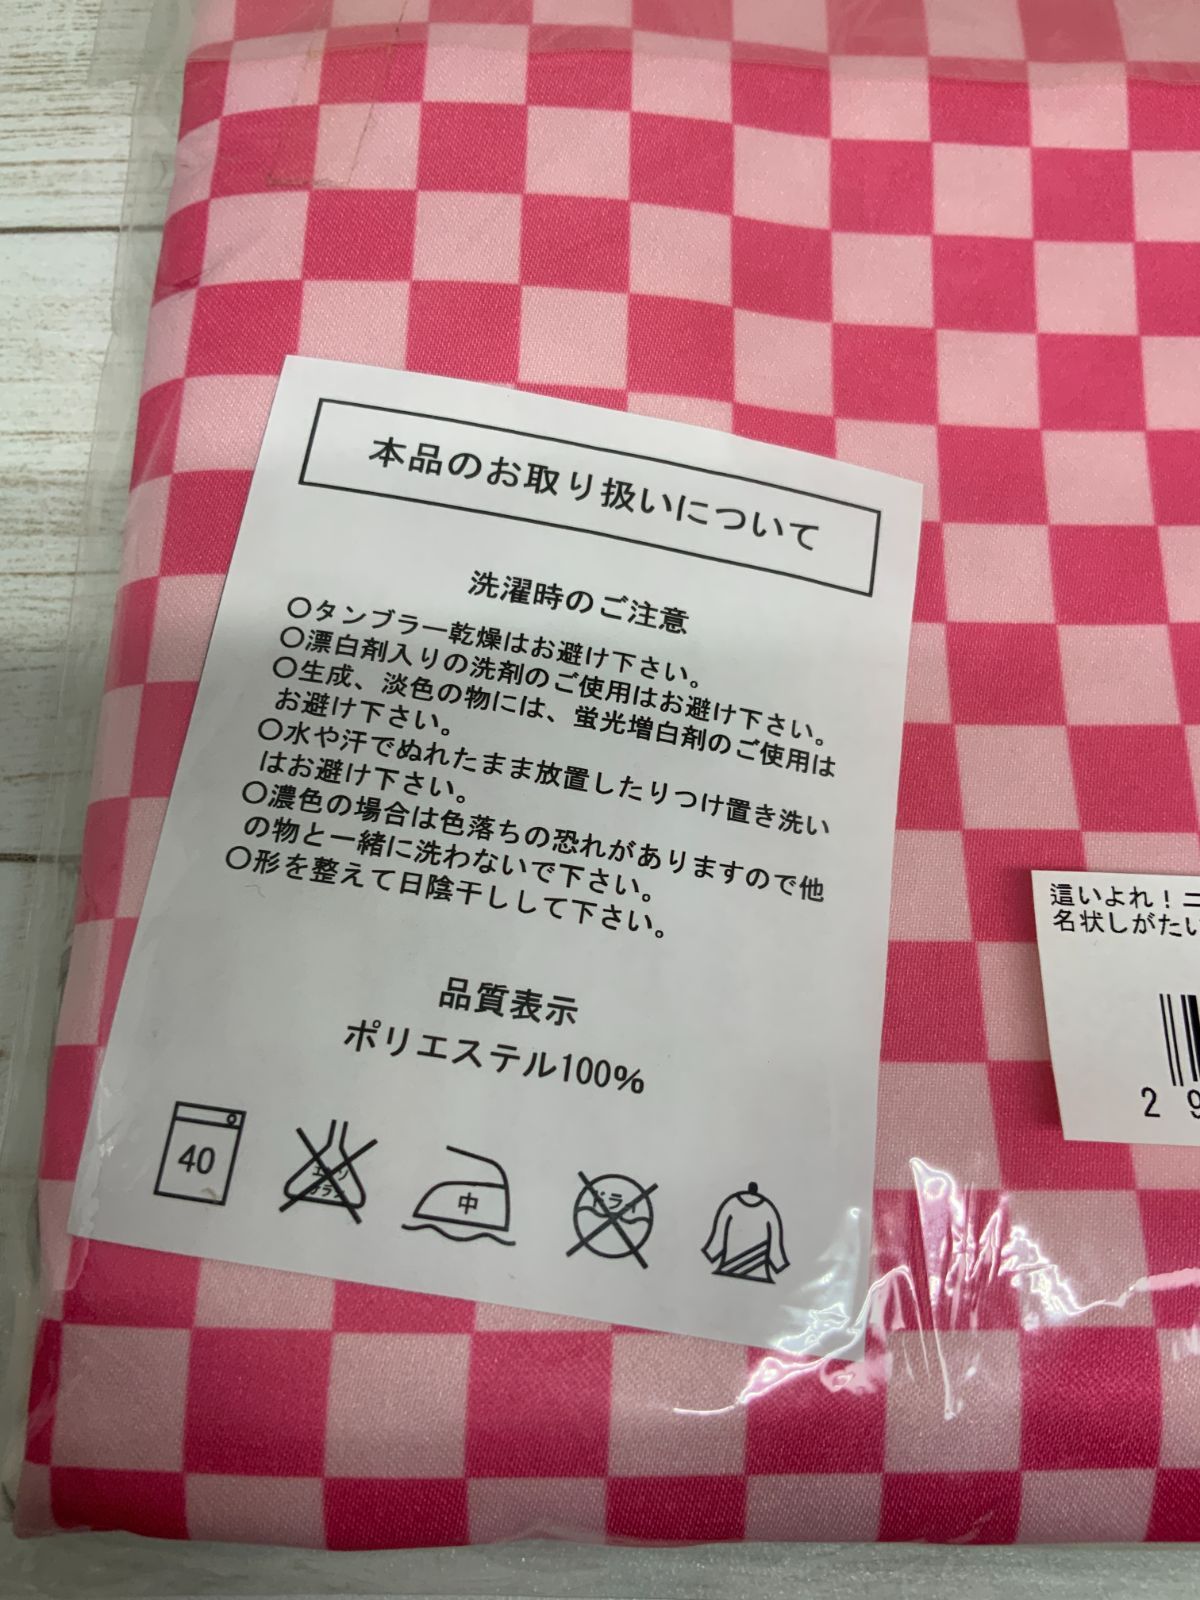 本品のお取り扱いについて
洗濯時のご注意
○タンブラー乾燥はお避け下さい。
○漂白剤入りの洗剤のご使用はお避け下さい。
○生成、淡色の物には、蛍光増白剤のご使用は
お避け下さい。
○水や汗でぬれたまま放置したりつけ置き洗い
はお避け下さい。
○濃色の場合は色落ちの恐れがありますので他
の物と一緒に洗わないで下さい。
○形を整えて日陰干しして下さい。
品質表示
ポリエステル100%
40
中
ドライ
這いよれ！ニ
名状しがたい
2 9